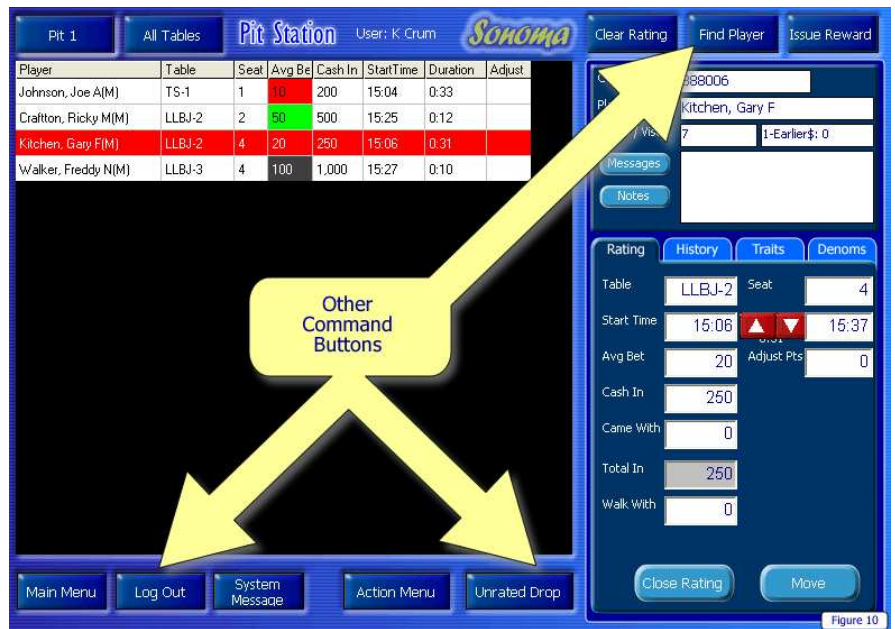 Pit 1 All Tables Pit Station User: K Crum Sonoma Clear Rating Find Player Issue Reward
Player Table Seat Avg Be Cash In StartTime Duration Adjust
Johnson, Joe A(M) TS-1 1 10 200 15:04 0:33
Craftton, Ricky M(M) LLBJ-2 2 50 500 15:25 0:12
Kitchen, Gary F(M) LLBJ-2 4 20 250 15:06 0:31
Walker, Freddy N(M) LLBJ-3 4 100 1,000 15:27 0:10
388006
Kitchen, Gary F
7 1-Earlier$: 0
Messages
Notes
Other
Command
Buttons
Rating History Traits Denoms
Table LLBJ-2 Seat 4
Start Time 15:06 15:37
Avg Bet 20 Adjust Pts 0
Cash In 250
Came With 0
Total In 250
Walk With 0
Close Rating Move
Main Menu Log Out System Message Action Menu Unrated Drop
Figure 10